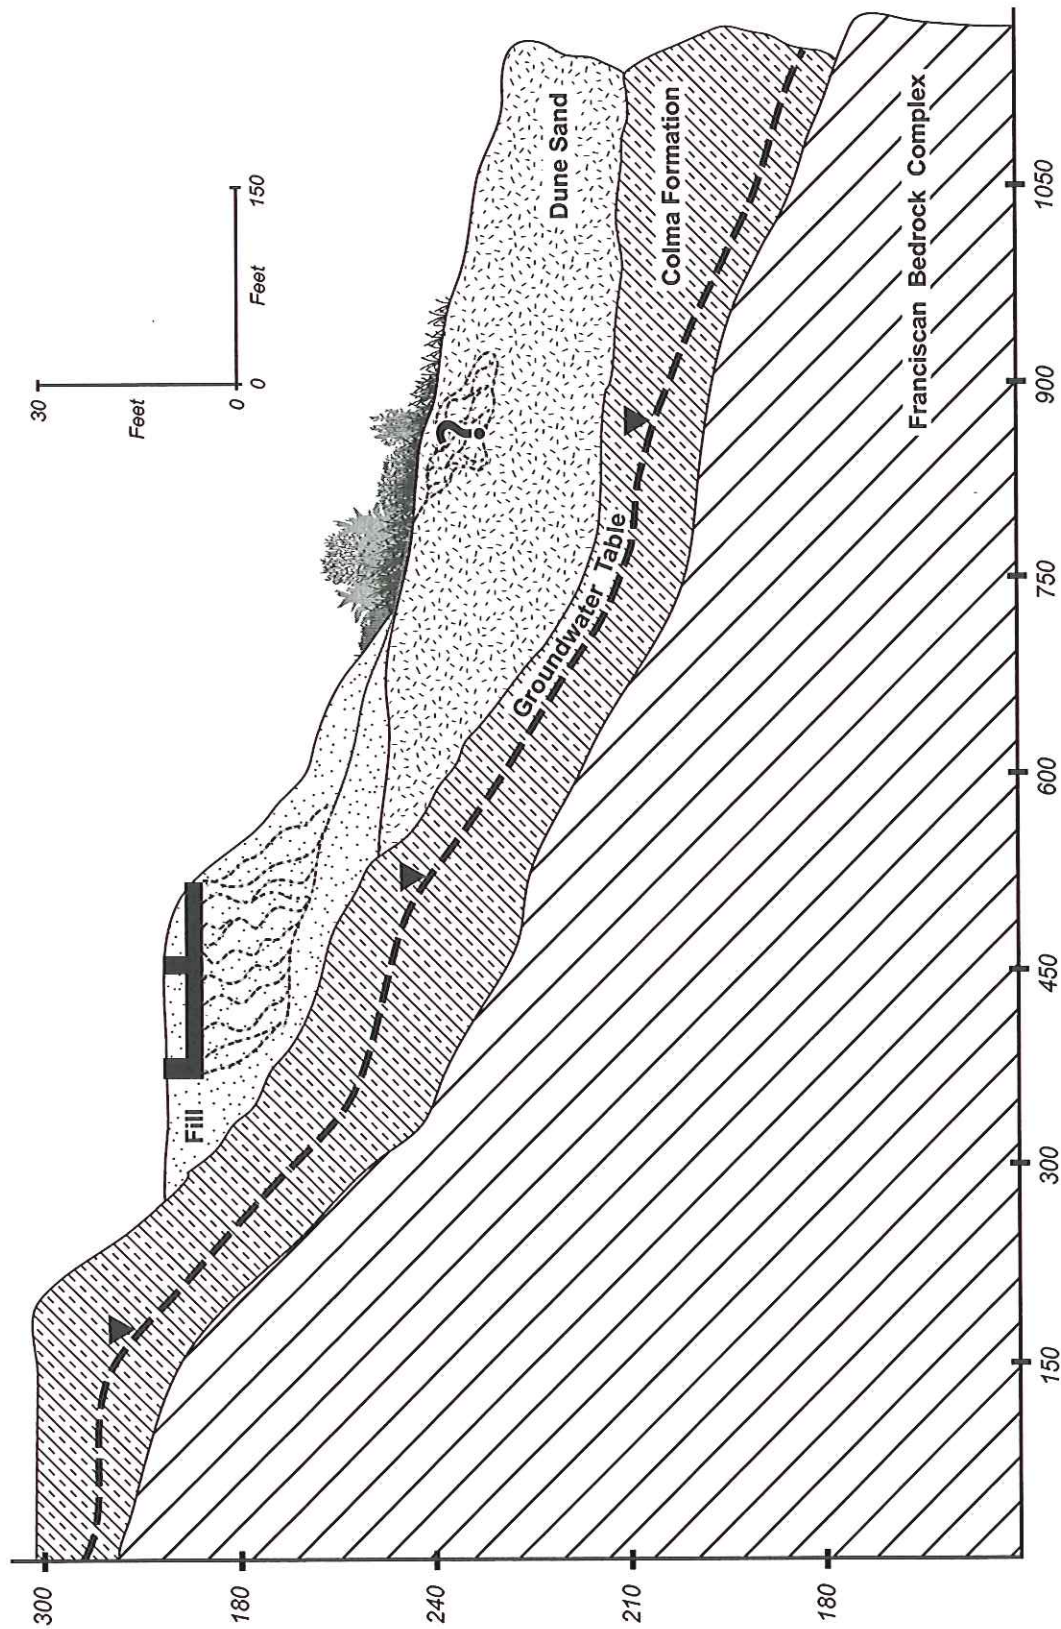 30
Feet
0
0
Feet
150
Fill
Dune Sand
?
Colma Formation
Groundwater Table
Franciscan Bedrock Complex
300
180
240
210
180
150
300
450
600
750
900
1050